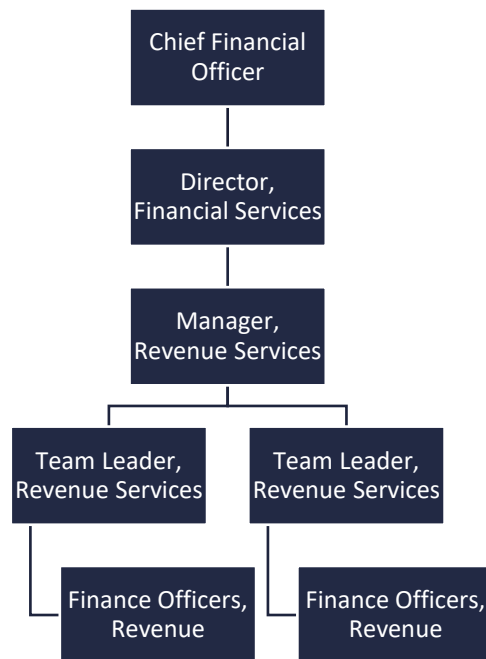 Chief Financial
Officer
Director,
Financial Services
Manager,
Revenue Services
Team Leader,
Revenue Services
Team Leader,
Revenue Services
Finance Officers,
Revenue
Finance Officers,
Revenue